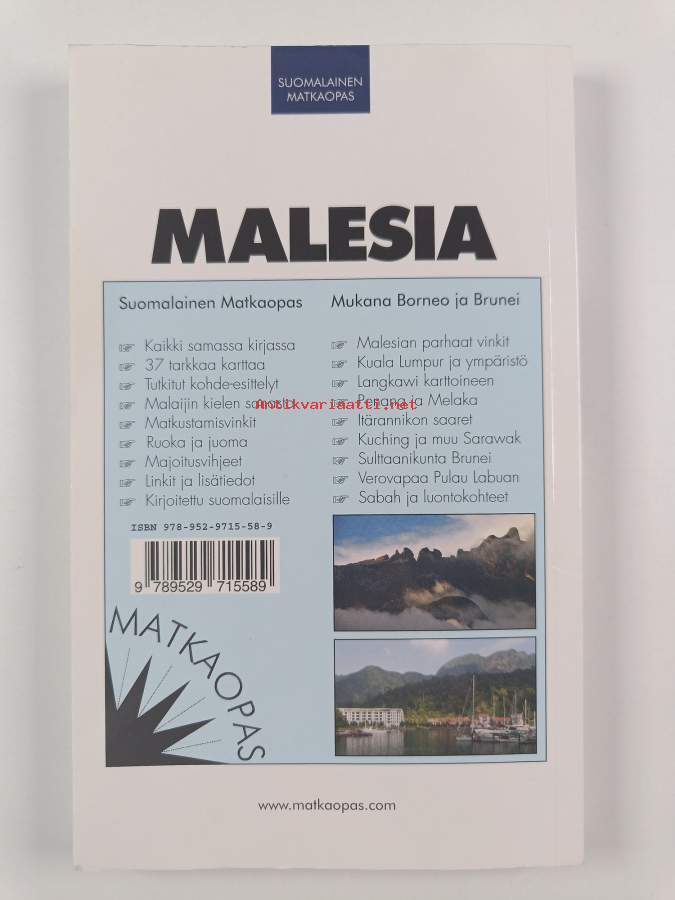 SUOMALAINEN
MATKAOPAS
MALESIA
Suomalainen Matkaopas
☞ Kaikki samassa kirjassa
☞ 37 tarkkaa karttaa
☞ Tutkitut kohde-esittelyt
☞ Malaijin kielen
☞ Matkustamisvinkit
☞ Ruoka ja juoma
☞ Majoitusvihjeet
☞ Linkit ja lisätiedot
☞ Kirjoitettu suomalaisille
Mukana Borneo ja Brunei
☞ Malesian parhaat vinkit
☞ Kuala Lumpur ja ympäristö
☞ Langkawi karttoineen
☞ Penang ja Melaka
☞ Itärannikon saaret
☞ Kuching ja muu Sarawak
☞ Sulttaanikunta Brunei
☞ Verovapaa Pulau Labuan
☞ Sabah ja luontokohteet
Antikvariaatti.net
ISBN 978-952-9715-58-9
9 789529 715589
MATKAOPAS
www.matkaopas.com